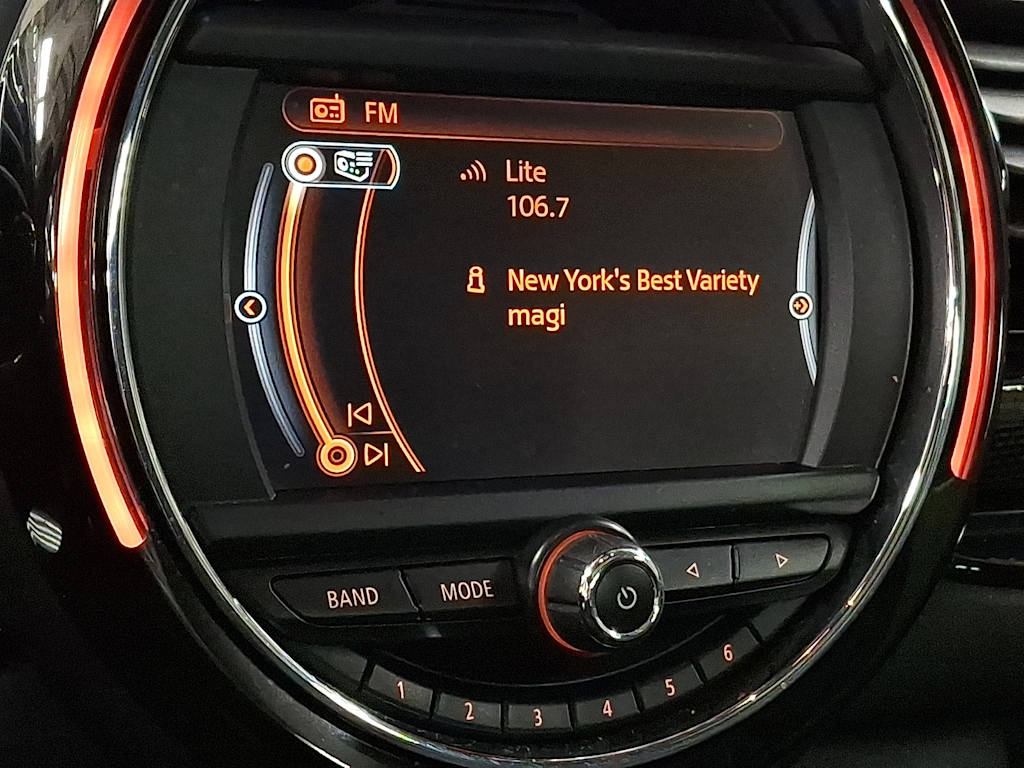 FM
Lite
106.7
New York's Best Variety
magi
BAND
MODE
1
2
3
4
5
6